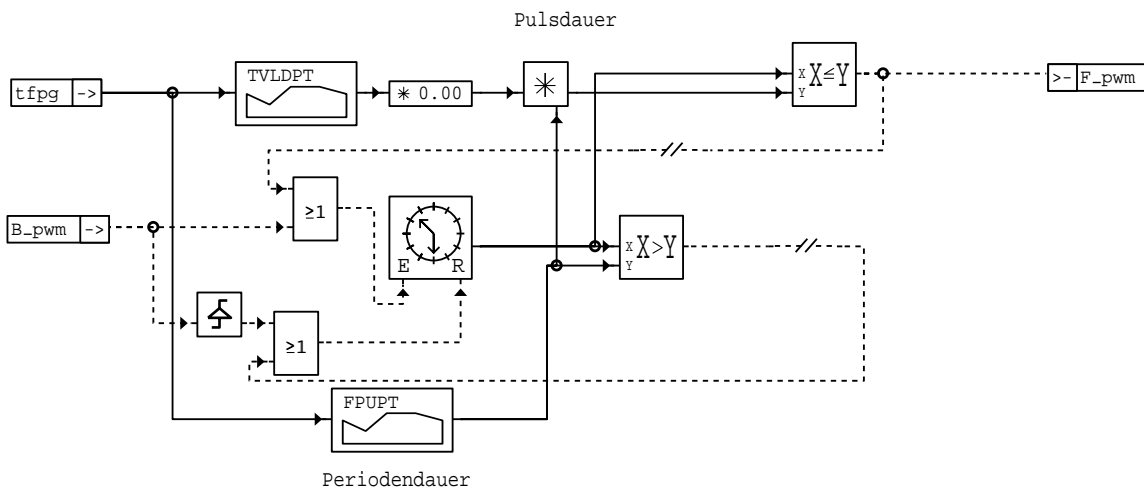 Pulsdauer
tfpg ->
TVLDPT
* 0.00
*
X
Y
X≤Y
>- F_pwm
B_pwm ->
≥1
E R
X
Y
X>Y
≥1
FPUPT
Periodendauer